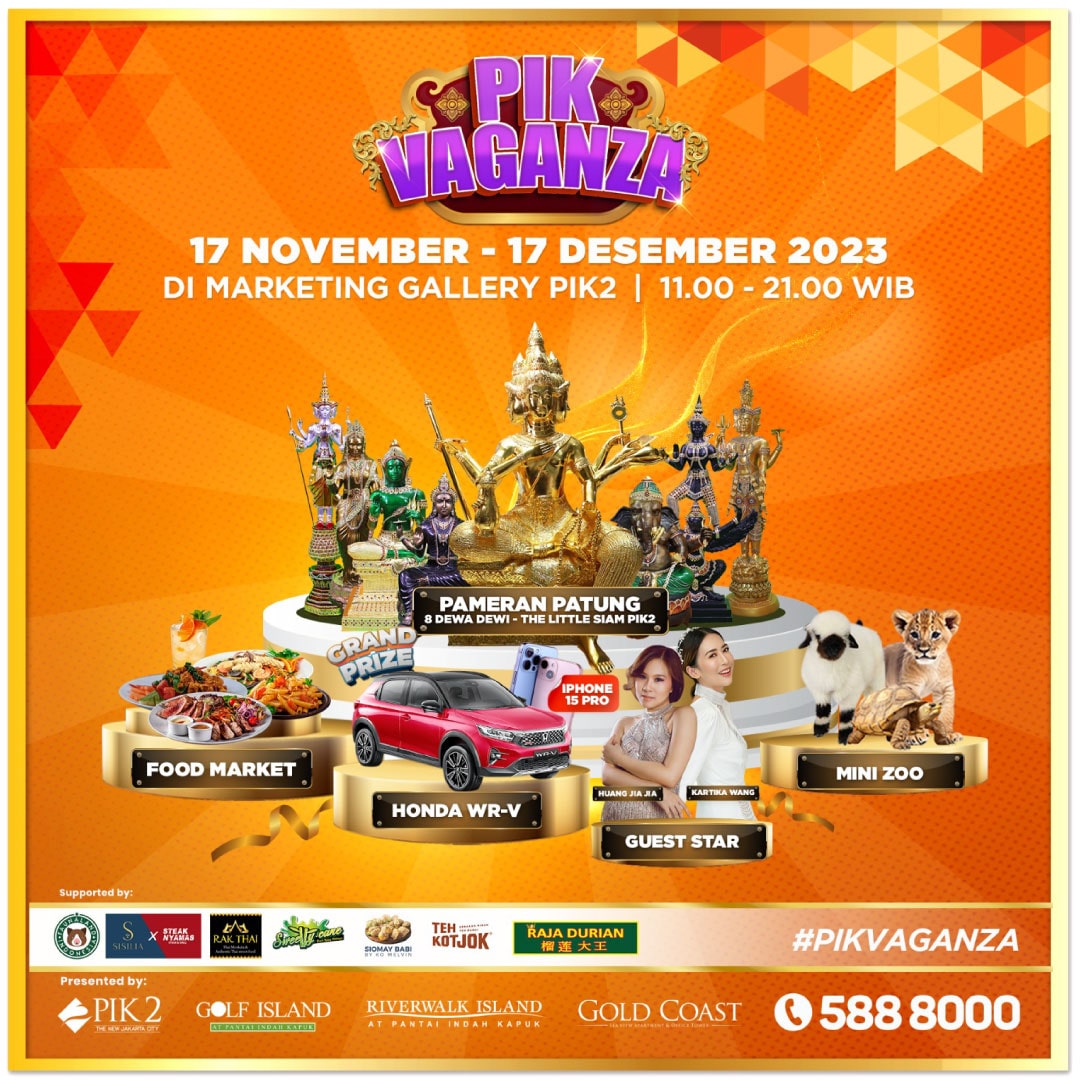 PIK
VAGANZA
17 NOVEMBER - 17 DESEMBER 2023
DI MARKETING GALLERY PIK2 | 11.00 - 21.00 WIB
PAMERAN PATUNG
8 DEWA DEWI - THE LITTLE SIAM PIK2
GRAND
PRIZE
IPHONE
15 PRO
FOOD MARKET
HONDA WR-V
HUANG JIA JIA
KARTIKA WANG
GUEST STAR
MINI ZOO
Supported by:
S
SISILIA
X
STEAK
NYAMAS
RAK THAI
SIOMAY BABI
BY KO MELVIN
TEH
KOTJOK
RAJA DURIAN
榴莲大王
#PIKVAGANZA
Presented by:
PIK 2
THE NEW JAKARTA CITY
GOLF ISLAND
AT PANTAI INDAH KAPUK
RIVERWALK ISLAND
AT PANTAI INDAH KAPUK
GOLD COAST
588 8000